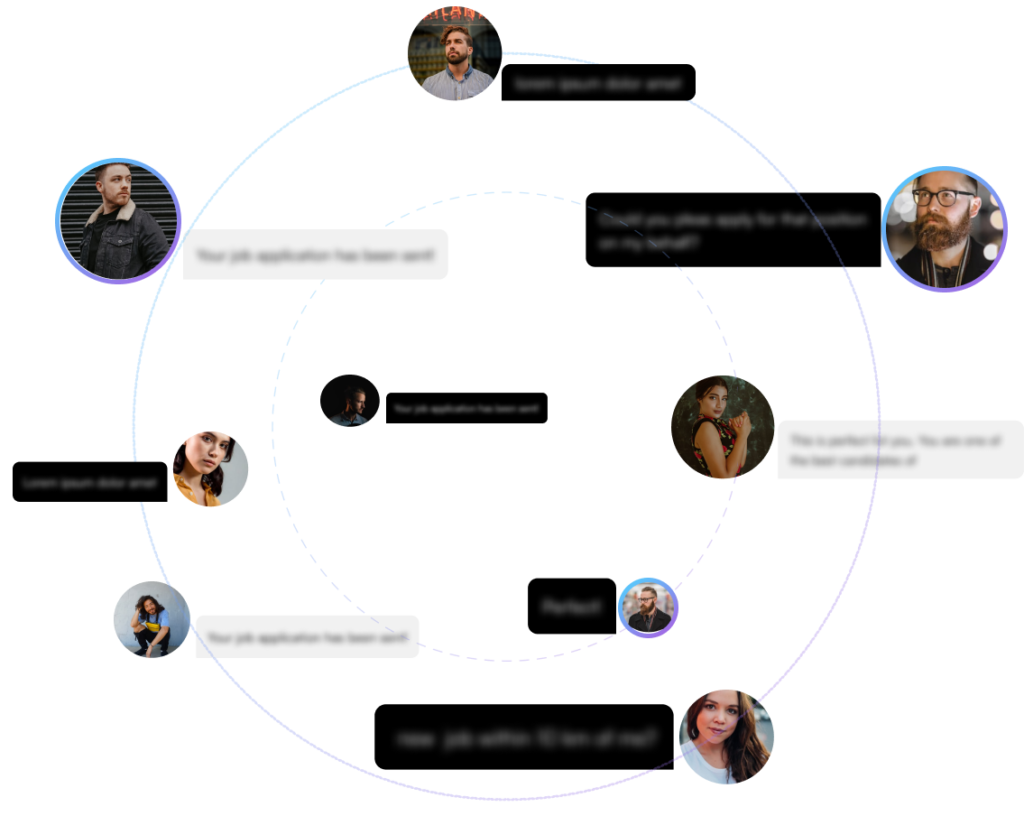 lorem ipsum dolor amet
Could you pleas apply for that position
on my behalf?
Your job application has been sent!
Your job application has been sent!
This is perfect fot you. You are one of
the best candidates of
Lorem ipsum dolor amet
Perfect!
Your job application has been sent!
new job within 10 km of me?